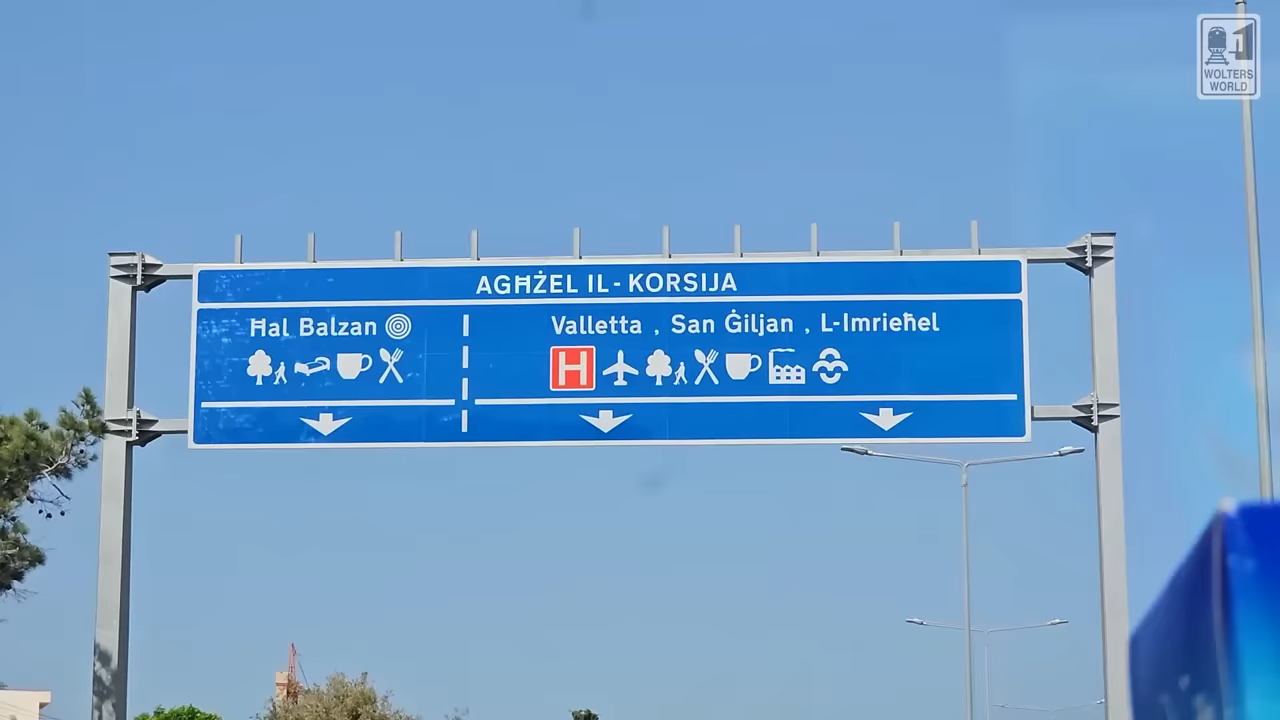 WOLTERS
WORLD
AGĦŻEL IL-KORSIJA
Ħal Balzan
Valletta , San Ġiljan , L-Imrieħel
H